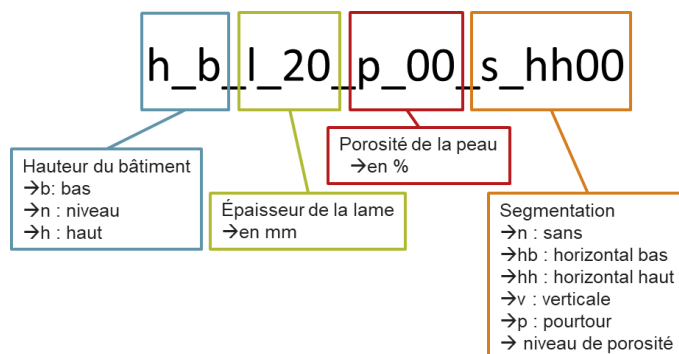 h_b_l_20_p_00_s_hh00
Hauteur du bâtiment
→b: bas
→n : niveau
→h : haut
Épaisseur de la lame
→en mm
Porosité de la peau
→en %
Segmentation
→n : sans
→hb : horizontal bas
→hh : horizontal haut
→v : verticale
→p : pourtour
→ niveau de porosité